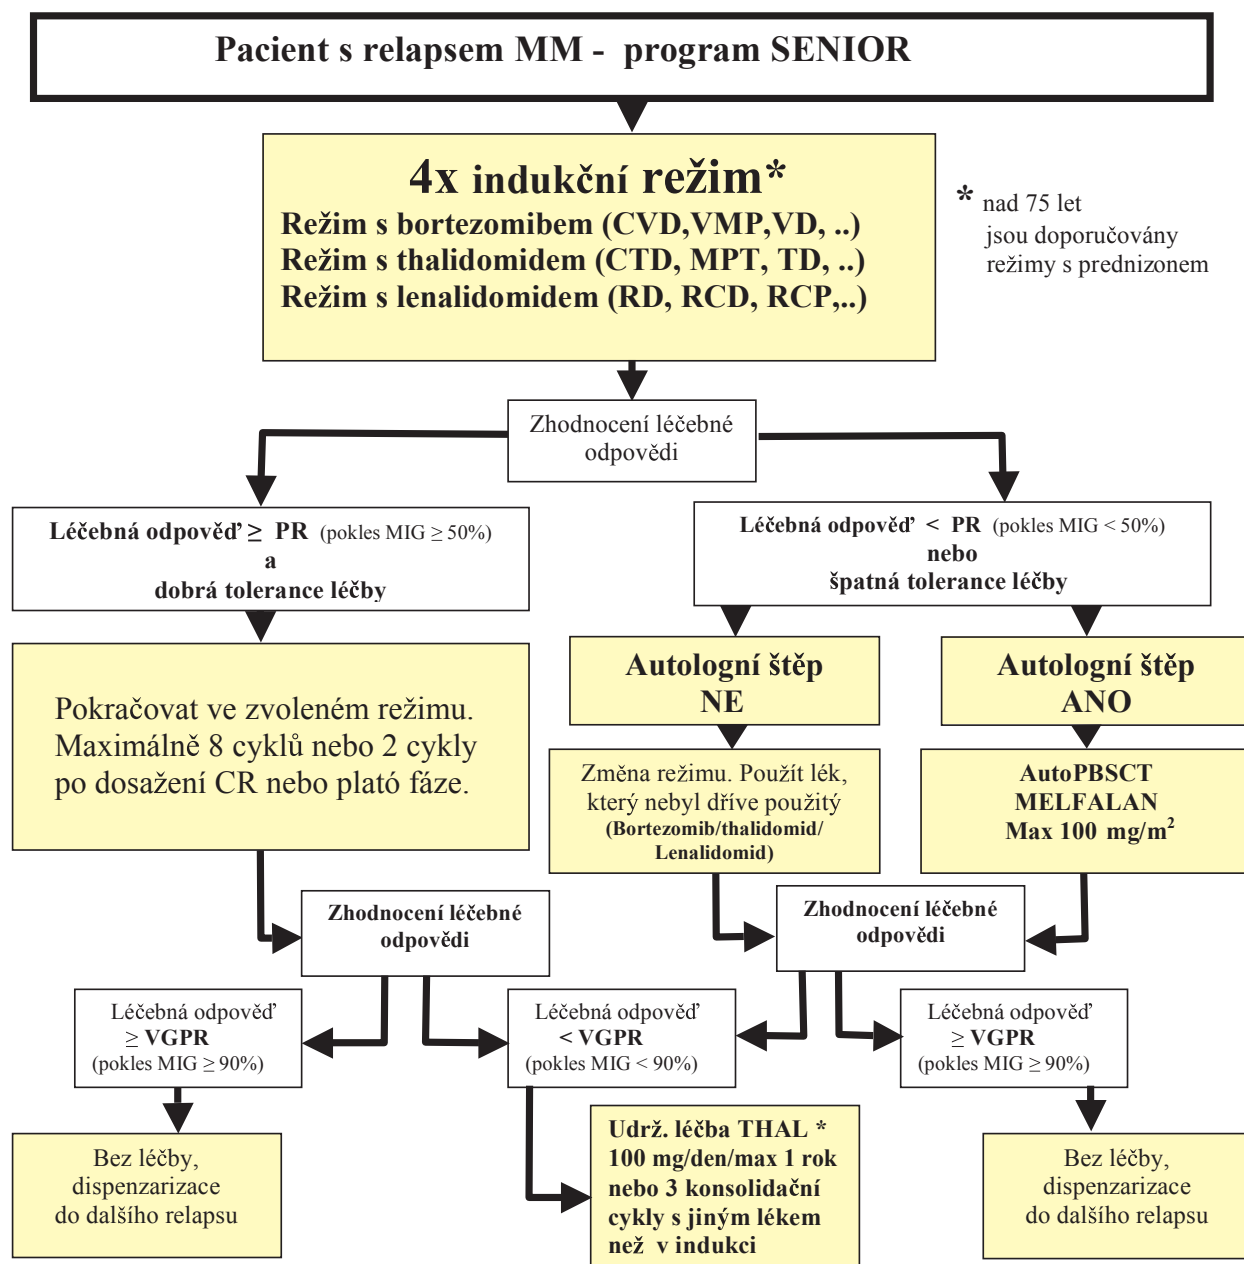 Pacient s relapsem MM - program SENIOR
4x indukční režim*
Režim s bortezomibem (CVD,VMP,VD, ..)
Režim s thalidomidem (CTD, MPT, TD, ..)
Režim s lenalidomidem (RD, RCD, RCP,..)
* nad 75 let
jsou doporučovány
režimy s prednizonem
Zhodnocení léčebné
odpovědi
Léčebná odpověď ≥ PR (pokles MIG ≥ 50%)
a
dobrá tolerance léčby
Léčebná odpověď < PR (pokles MIG < 50%)
nebo
špatná tolerance léčby
Pokračovat ve zvoleném režimu.
Maximálně 8 cyklů nebo 2 cykly
po dosažení CR nebo plató fáze.
Autologní štěp
NE
Autologní štěp
ANO
Změna režimu. Použít lék,
který nebyl dříve použitý
(Bortezomib/thalidomid/
Lenalidomid)
AutoPBSCT
MELFALAN
Max 100 mg/m²
Zhodnocení léčebné
odpovědi
Zhodnocení léčebné
odpovědi
Léčebná odpověď
≥ VGPR
(pokles MIG ≥ 90%)
Léčebná odpověď
< VGPR
(pokles MIG < 90%)
Léčebná odpověď
≥ VGPR
(pokles MIG ≥ 90%)
Bez léčby,
dispenzarizace
do dalšího relapsu
Udrž. léčba THAL *
100 mg/den/max 1 rok
nebo 3 konsolidační
cykly s jiným lékem
než v indukci
Bez léčby,
dispenzarizace
do dalšího relapsu